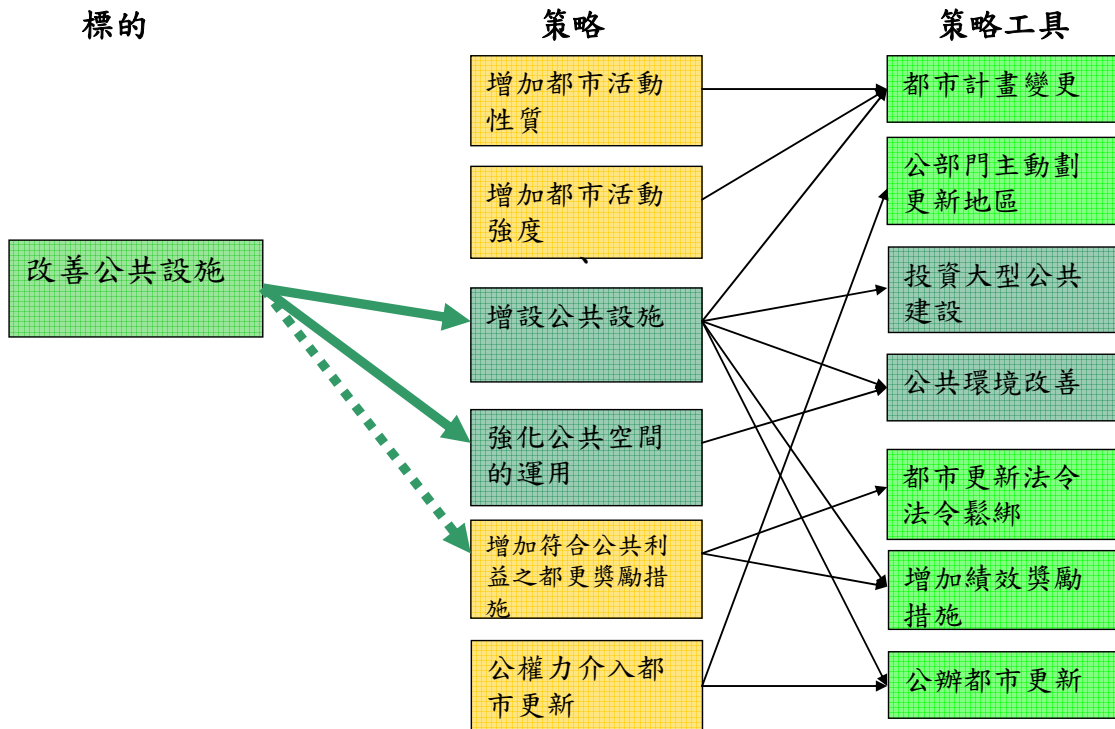 標的
策略
策略工具
改善公共設施
增加都市活動
性質
增加都市活動
強度
、
增設公共設施
強化公共空間
的運用
增加符合公共利
益之都更獎勵措
施
公權力介入都
市更新
都市計畫變更
公部門主動劃
更新地區
投資大型公共
建設
公共環境改善
都市更新法令
法令鬆綁
增加績效獎勵
措施
公辦都市更新